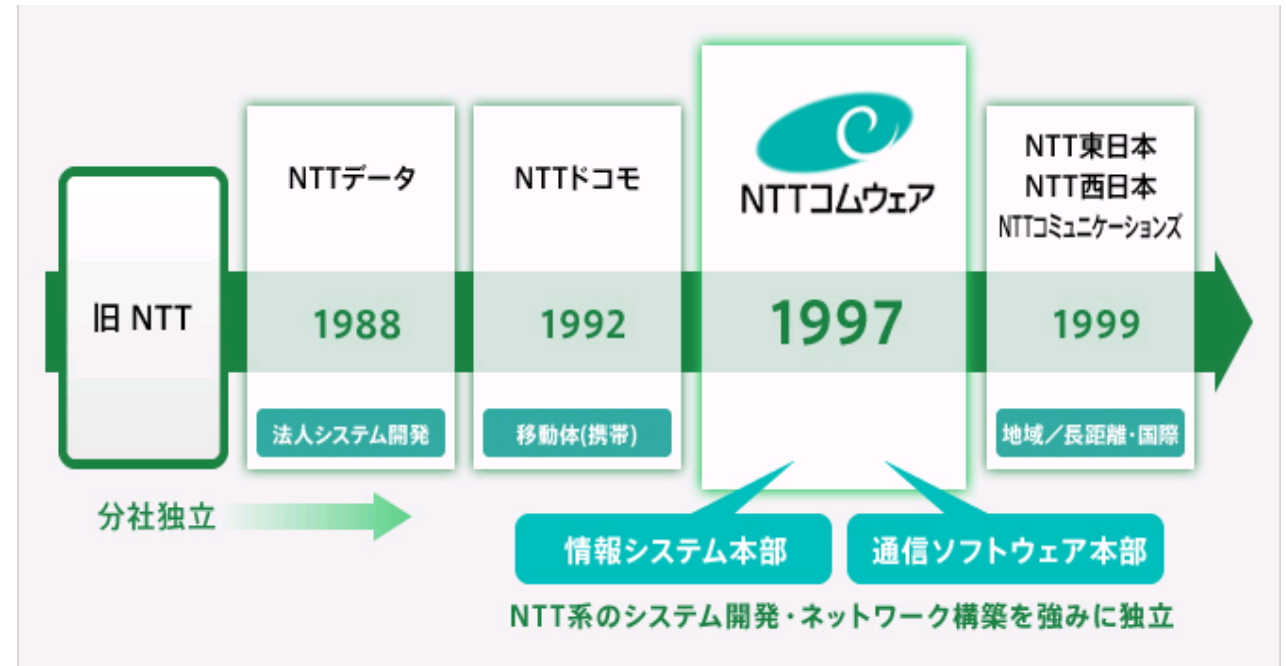 旧 NTT
NTTデータ
1988
法人システム開発
NTTドコモ
1992
移動体(携帯)
NTTコムウェア
1997
NTT東日本
NTT西日本
NTTコミュニケーションズ
1999
地域／長距離・国際
分社独立
情報システム本部
通信ソフトウェア本部
NTT系のシステム開発・ネットワーク構築を強みに独立